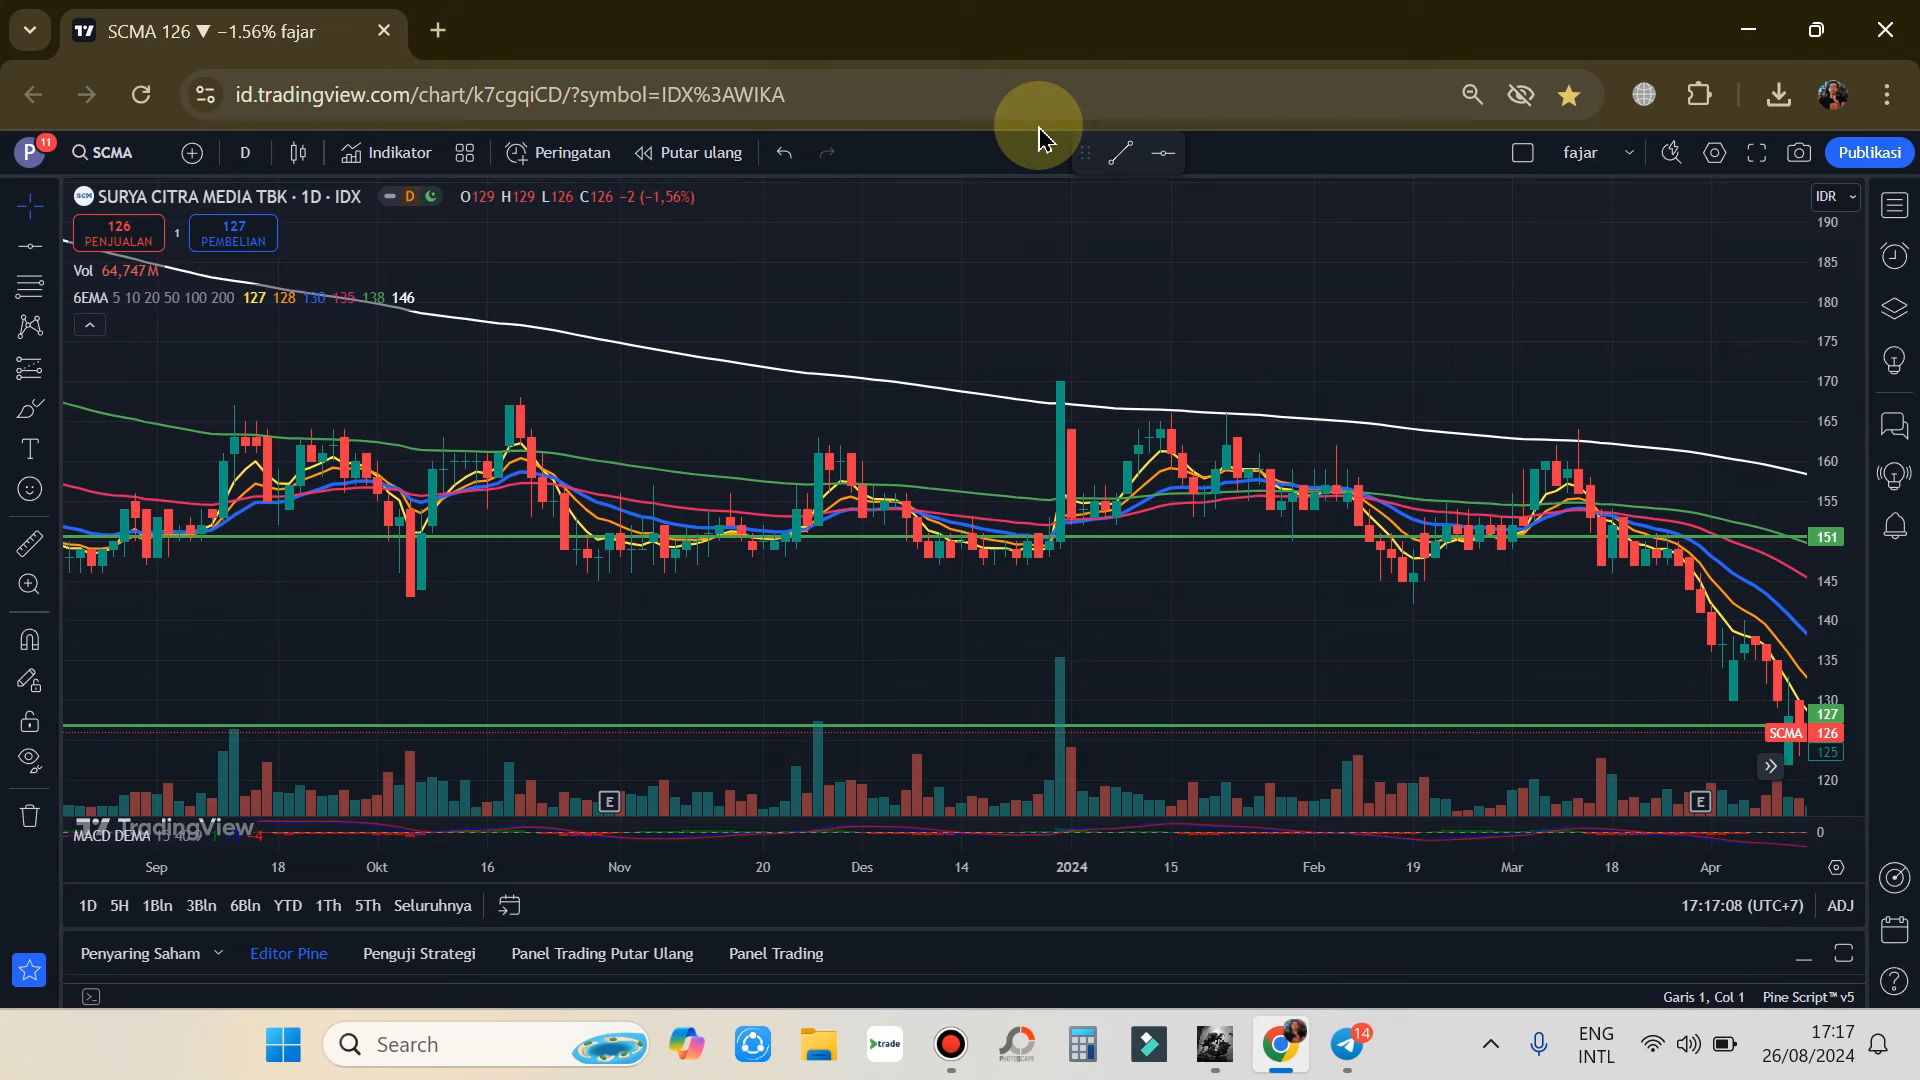 SCMA 126 ▼ −1.56% fajar
id.tradingview.com/chart/k7cgqiCD/?symbol=IDX%3AWIKA
P 11 SCMA D Indikator Peringatan Putar ulang fajar Publikasi
SURYA CITRA MEDIA TBK · 1D · IDX D O129 H129 L126 C126 −2 (−1,56%) IDR
126 PENJUALAN 1 127 PEMBELIAN
Vol 64,747M
6EMA 5 10 20 50 100 200 127 128 130 135 138 146
190
185
180
175
170
165
160
155
151
145
140
135
130
127
SCMA 126
125
120
E E
TradingView
MACD DEMA -4 0
Sep 18 Okt 16 Nov 20 Des 14 2024 15 Feb 19 Mar 18 Apr
1D 5H 1Bln 3Bln 6Bln YTD 1Th 5Th Seluruhnya 17:17:08 (UTC+7) ADJ
Penyaring Saham Editor Pine Penguji Strategi Panel Trading Putar Ulang Panel Trading
Garis 1, Col 1 Pine Script™ v5
Search trade PHOTOSCAPE 14 ENG INTL 17:17 26/08/2024